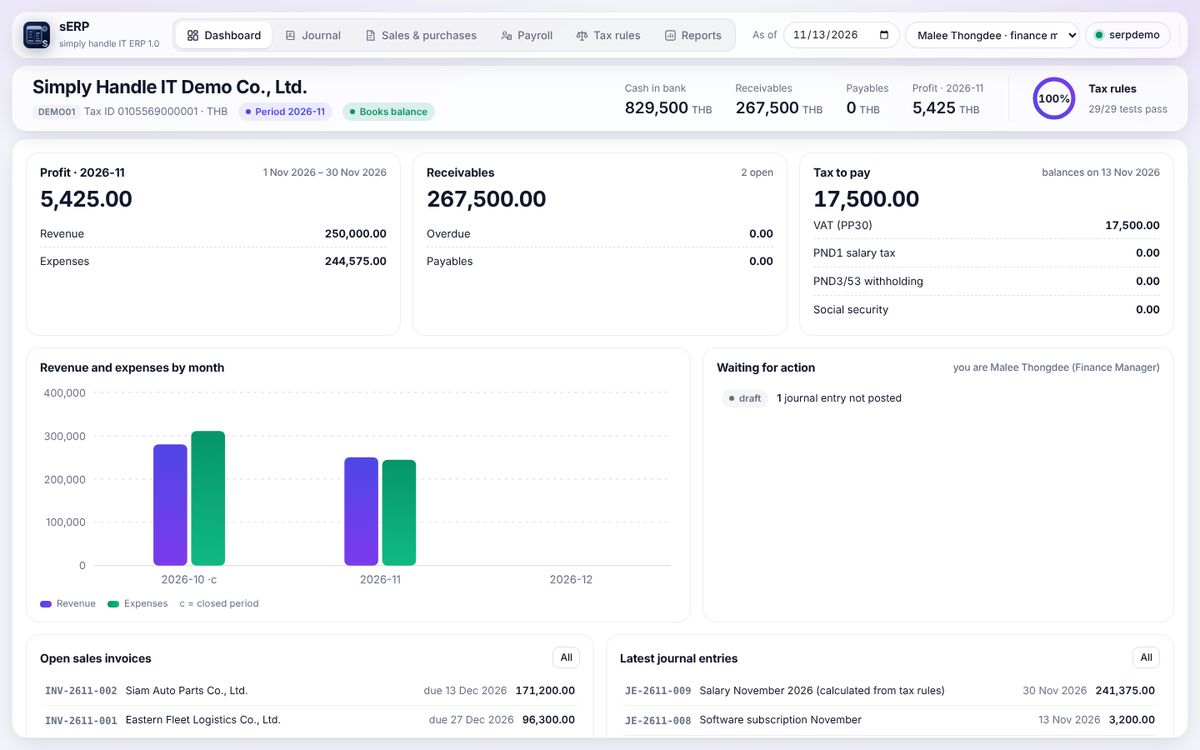 sERP
simply handle IT ERP 1.0
Dashboard
Journal
Sales & purchases
Payroll
Tax rules
Reports
As of
11/13/2026
Malee Thongdee · finance m
serpdemo
Simply Handle IT Demo Co., Ltd.
DEMO01 Tax ID 0105569000001 · THB Period 2026-11 Books balance
Cash in bank
829,500 THB
Receivables
267,500 THB
Payables
0 THB
Profit · 2026-11
5,425 THB
100%
Tax rules
29/29 tests pass
Profit · 2026-11 1 Nov 2026 – 30 Nov 2026
5,425.00
Revenue 250,000.00
Expenses 244,575.00
Receivables 2 open
267,500.00
Overdue 0.00
Payables 0.00
Tax to pay balances on 13 Nov 2026
17,500.00
VAT (PP30) 17,500.00
PND1 salary tax 0.00
PND3/53 withholding 0.00
Social security 0.00
Revenue and expenses by month
400,000
300,000
200,000
100,000
0
2026-10 ·c 2026-11 2026-12
Revenue Expenses c = closed period
Waiting for action you are Malee Thongdee (Finance Manager)
draft 1 journal entry not posted
Open sales invoices All
INV-2611-002 Siam Auto Parts Co., Ltd. due 13 Dec 2026 171,200.00
INV-2611-001 Eastern Fleet Logistics Co., Ltd. due 27 Dec 2026 96,300.00
Latest journal entries All
JE-2611-009 Salary November 2026 (calculated from tax rules) 30 Nov 2026 241,375.00
JE-2611-008 Software subscription November 13 Nov 2026 3,200.00